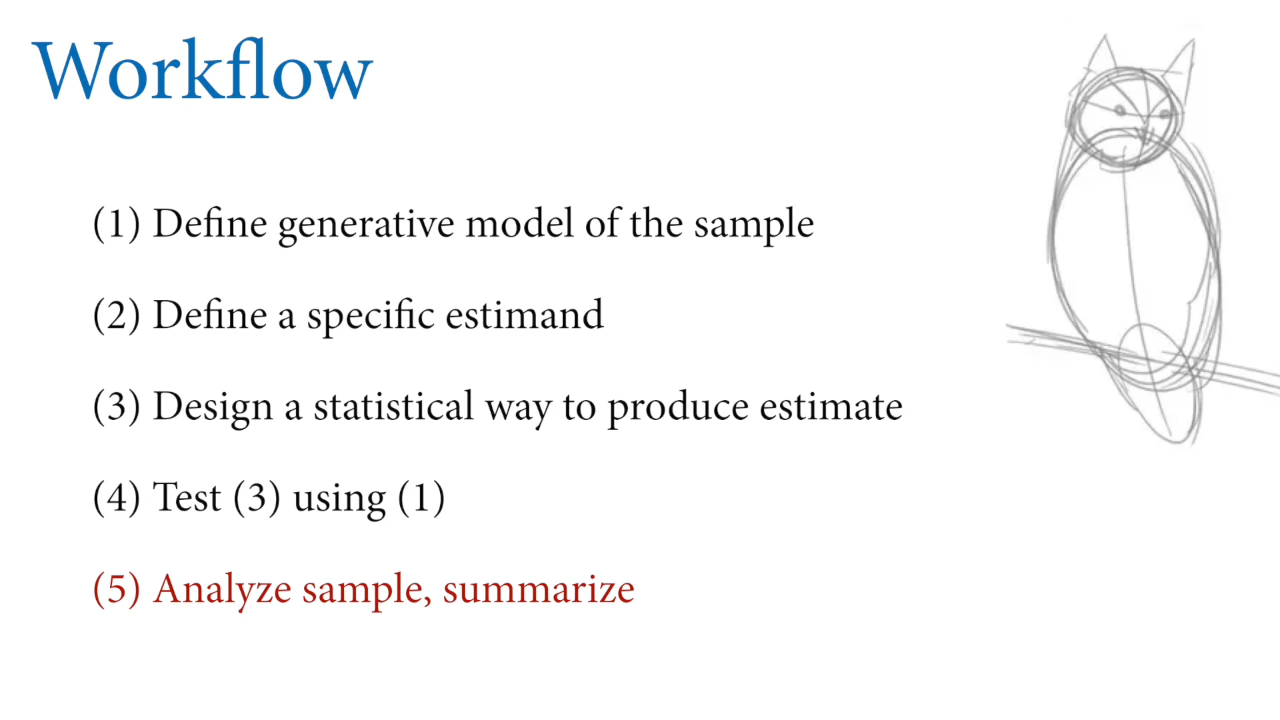 Workflow
(1) Define generative model of the sample
(2) Define a specific estimand
(3) Design a statistical way to produce estimate
(4) Test (3) using (1)
(5) Analyze sample, summarize